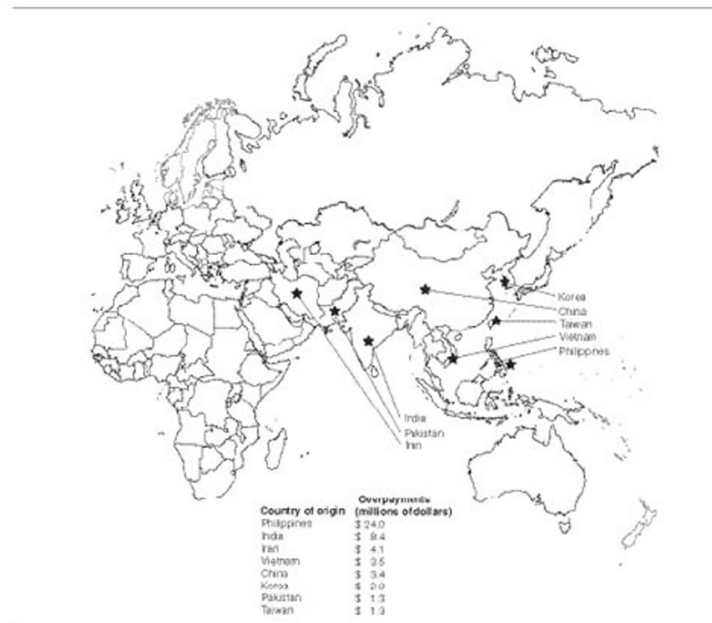 Korea
China
Taiwan
Vietnam
Philippines
India
Pakistan
Iran
Overpayments
Country of origin (millions of dollars)
Philippines $ 24.0
India $ 9.4
Iran $ 4.1
Vietnam $ 3.5
China $ 3.4
Korea $ 2.0
Pakistan $ 1.3
Taiwan $ 1.3